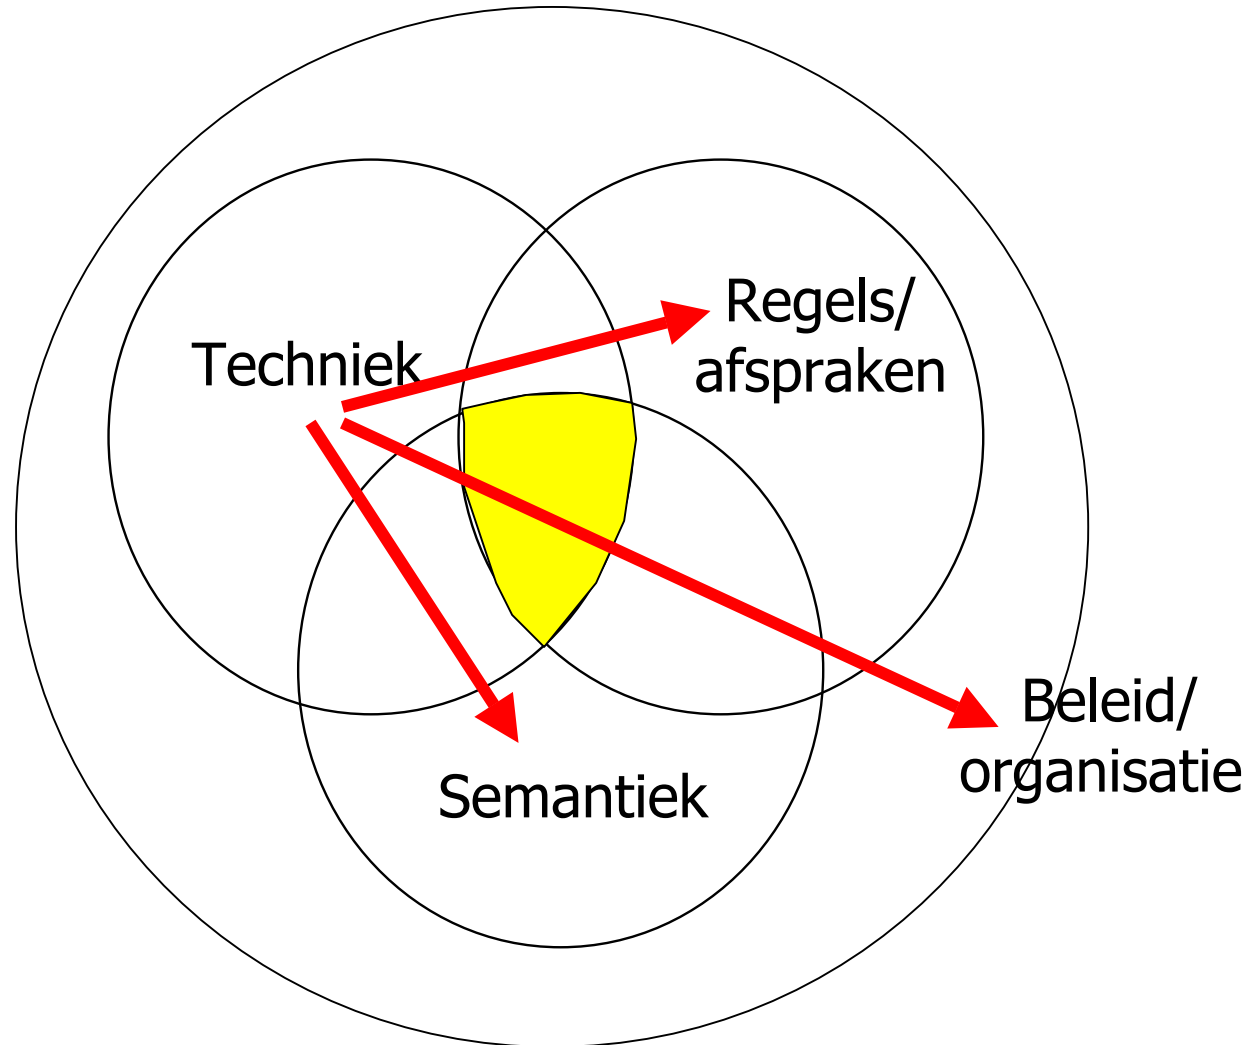 Techniek
Regels/
afspraken
Semantiek
Beleid/
organisatie